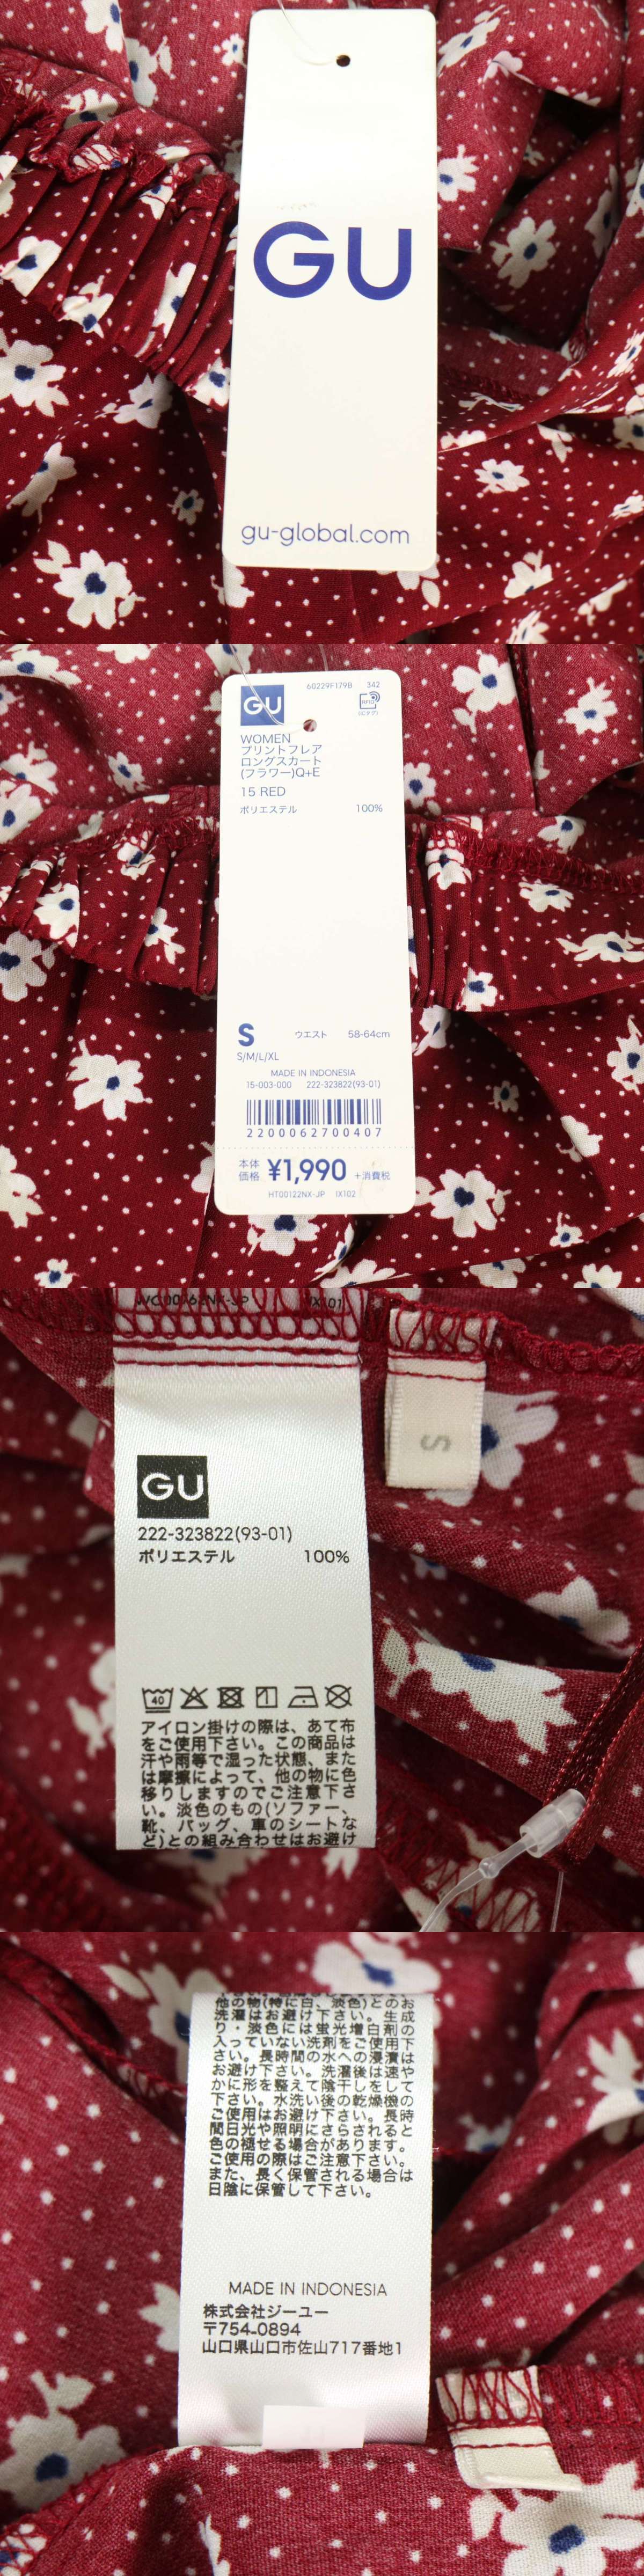 GU
gu-global.com
60229F179B 342
GU
WOMEN
プリントフレア
ロングスカート
(フラワー)Q+E
15 RED
ポリエステル 100%
S ウエスト 58-64cm
S/M/L/XL
MADE IN INDONESIA
15-003-000 222-323822(93-01)
2200062700407
本体価格 ¥1,990 +消費税
HT00122NX-JP IX102
S
GU
222-323822(93-01)
ポリエステル 100%
40
アイロン掛けの際は、あて布
をご使用下さい。この商品は
汗や雨等で湿った状態、また
は摩擦によって、他の物に色
移りしますのでご注意下さ
い。淡色のもの(ソファー、
靴、バッグ、車のシートな
ど)との組み合わせはお避け
他の物(特に白、淡色)とのお
洗濯はお避け下さい。生成
り・淡色には蛍光増白剤の
入っていない洗剤をご使用下
さい。長時間の水への浸漬は
お避け下さい。洗濯後は速や
かに形を整えて陰干しをして
下さい。水洗い後の乾燥機の
ご使用はお避け下さい。長時
間日光や照明にさらされると
色の褪せる場合があります。
ご使用の際はご注意下さい。
また、長く保管される場合は
日陰に保管して下さい。
MADE IN INDONESIA
株式会社ジーユー
〒754-0894
山口県山口市佐山717番地1